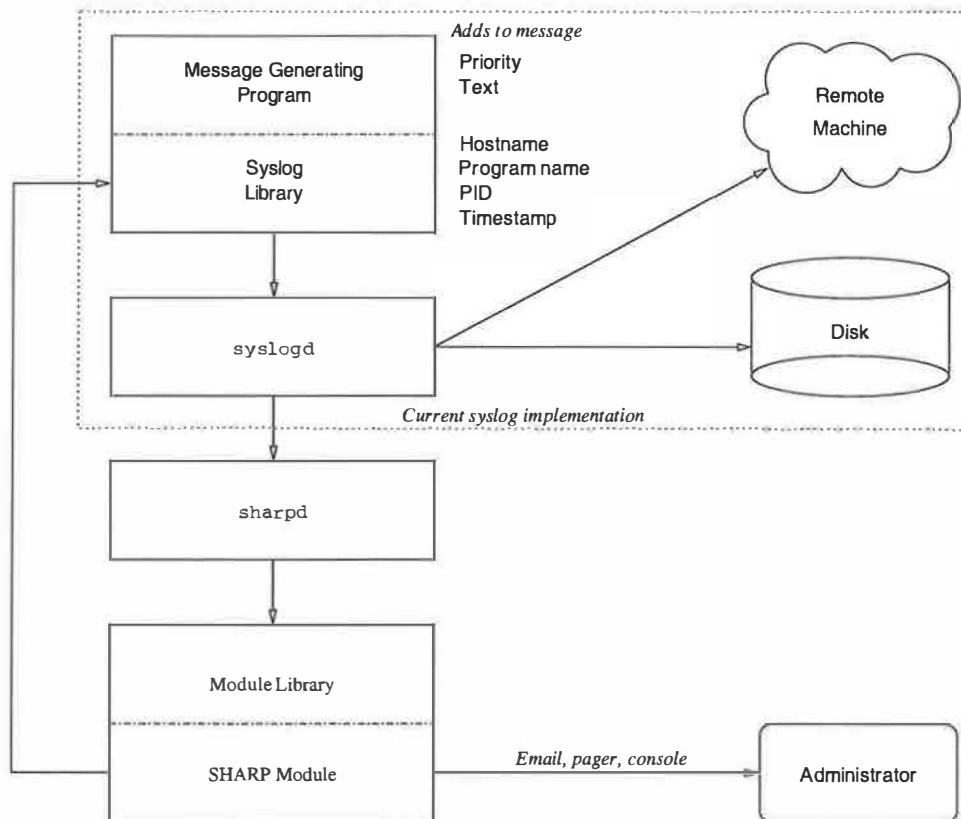 Adds to message
Message Generating
Program
Priority
Text
Remote
Machine
Syslog
Library
Hostname
Program name
PID
Timestamp
syslogd
Disk
Current syslog implementation
sharpd
Module Library
SHARP Module
Email, pager, console
Administrator